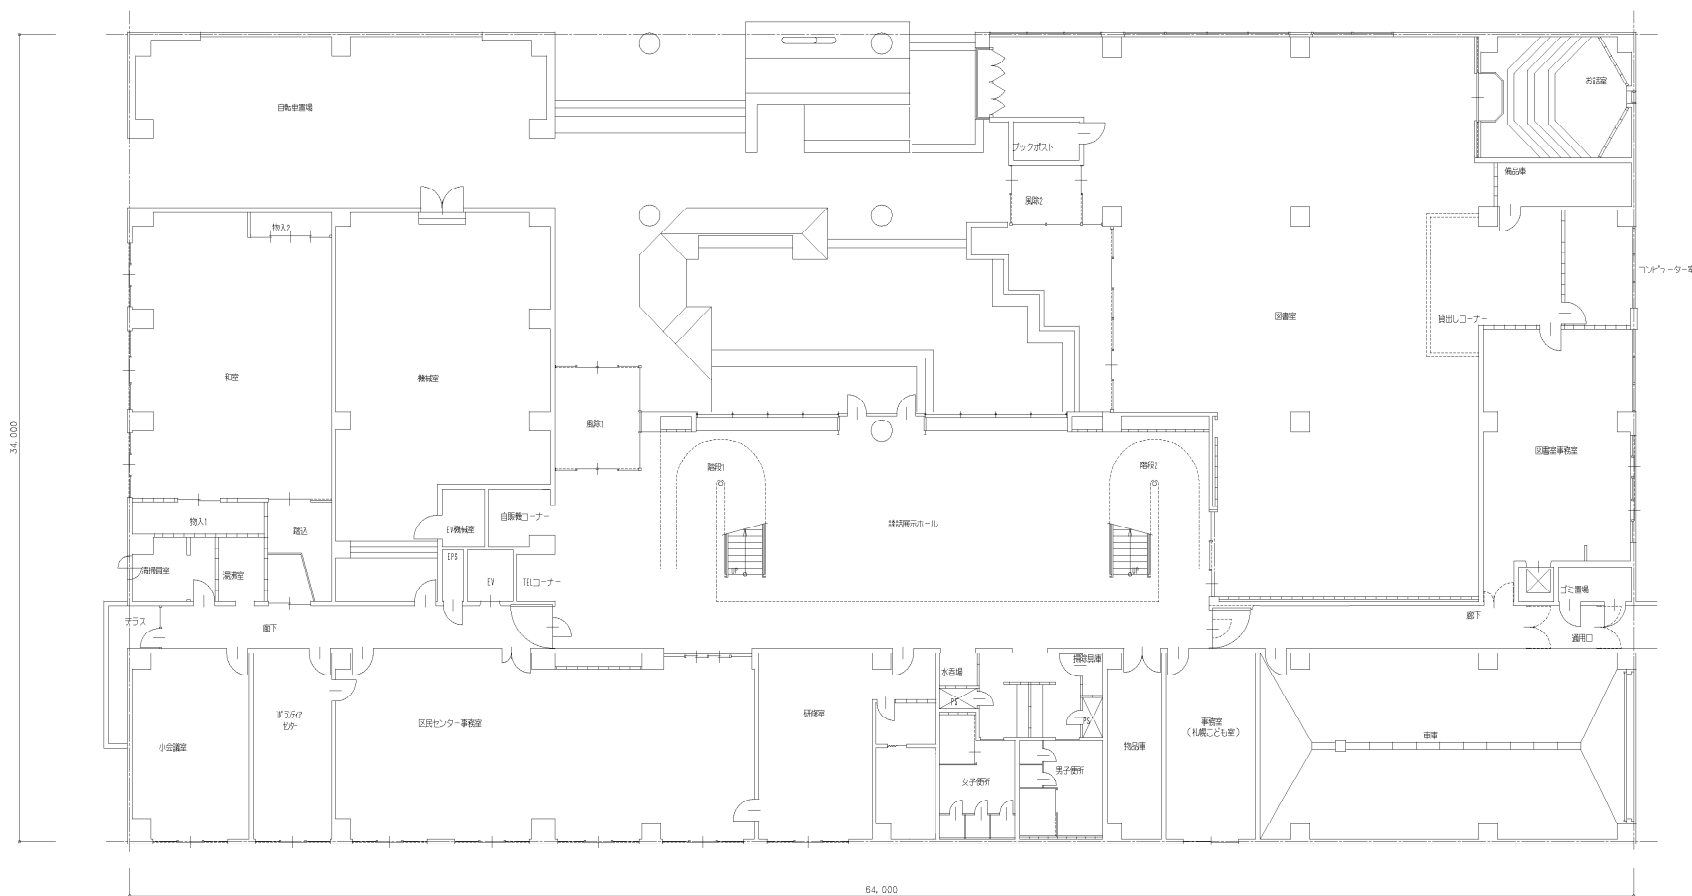 自転車置場
お話室
ブックポスト
備品庫
風除2
物入2
コンピューター室
図書室
貸出しコーナー
和室
機械室
風除1
図書室事務室
階段1
階段2
物入1
踏込
EV機械室
自販機コーナー
談話展示ホール
EPS
清掃員室
湯沸室
EV
TELコーナー
ゴミ置場
テラス
廊下
廊下
通用口
水呑場
掃除具庫
PS
PS
ボランティア
センター
区民センター事務室
研修室
小会議室
物品庫
事務室
(札幌こども室)
車庫
女子便所
男子便所
UP
UP
34,000
64,000